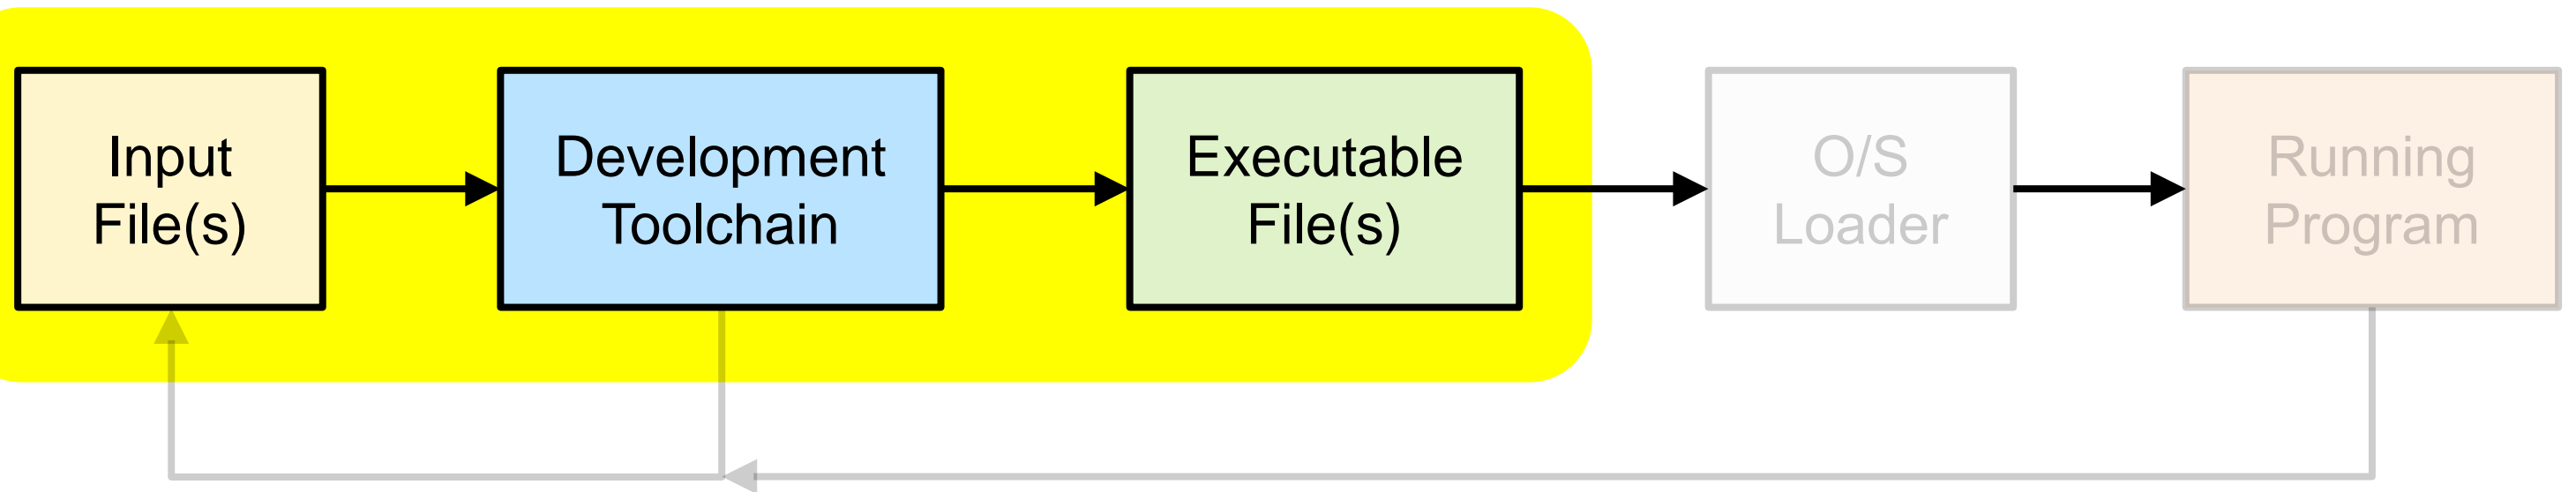 Input
File(s)
Development
Toolchain
Executable
File(s)
O/S
Loader
Running
Program